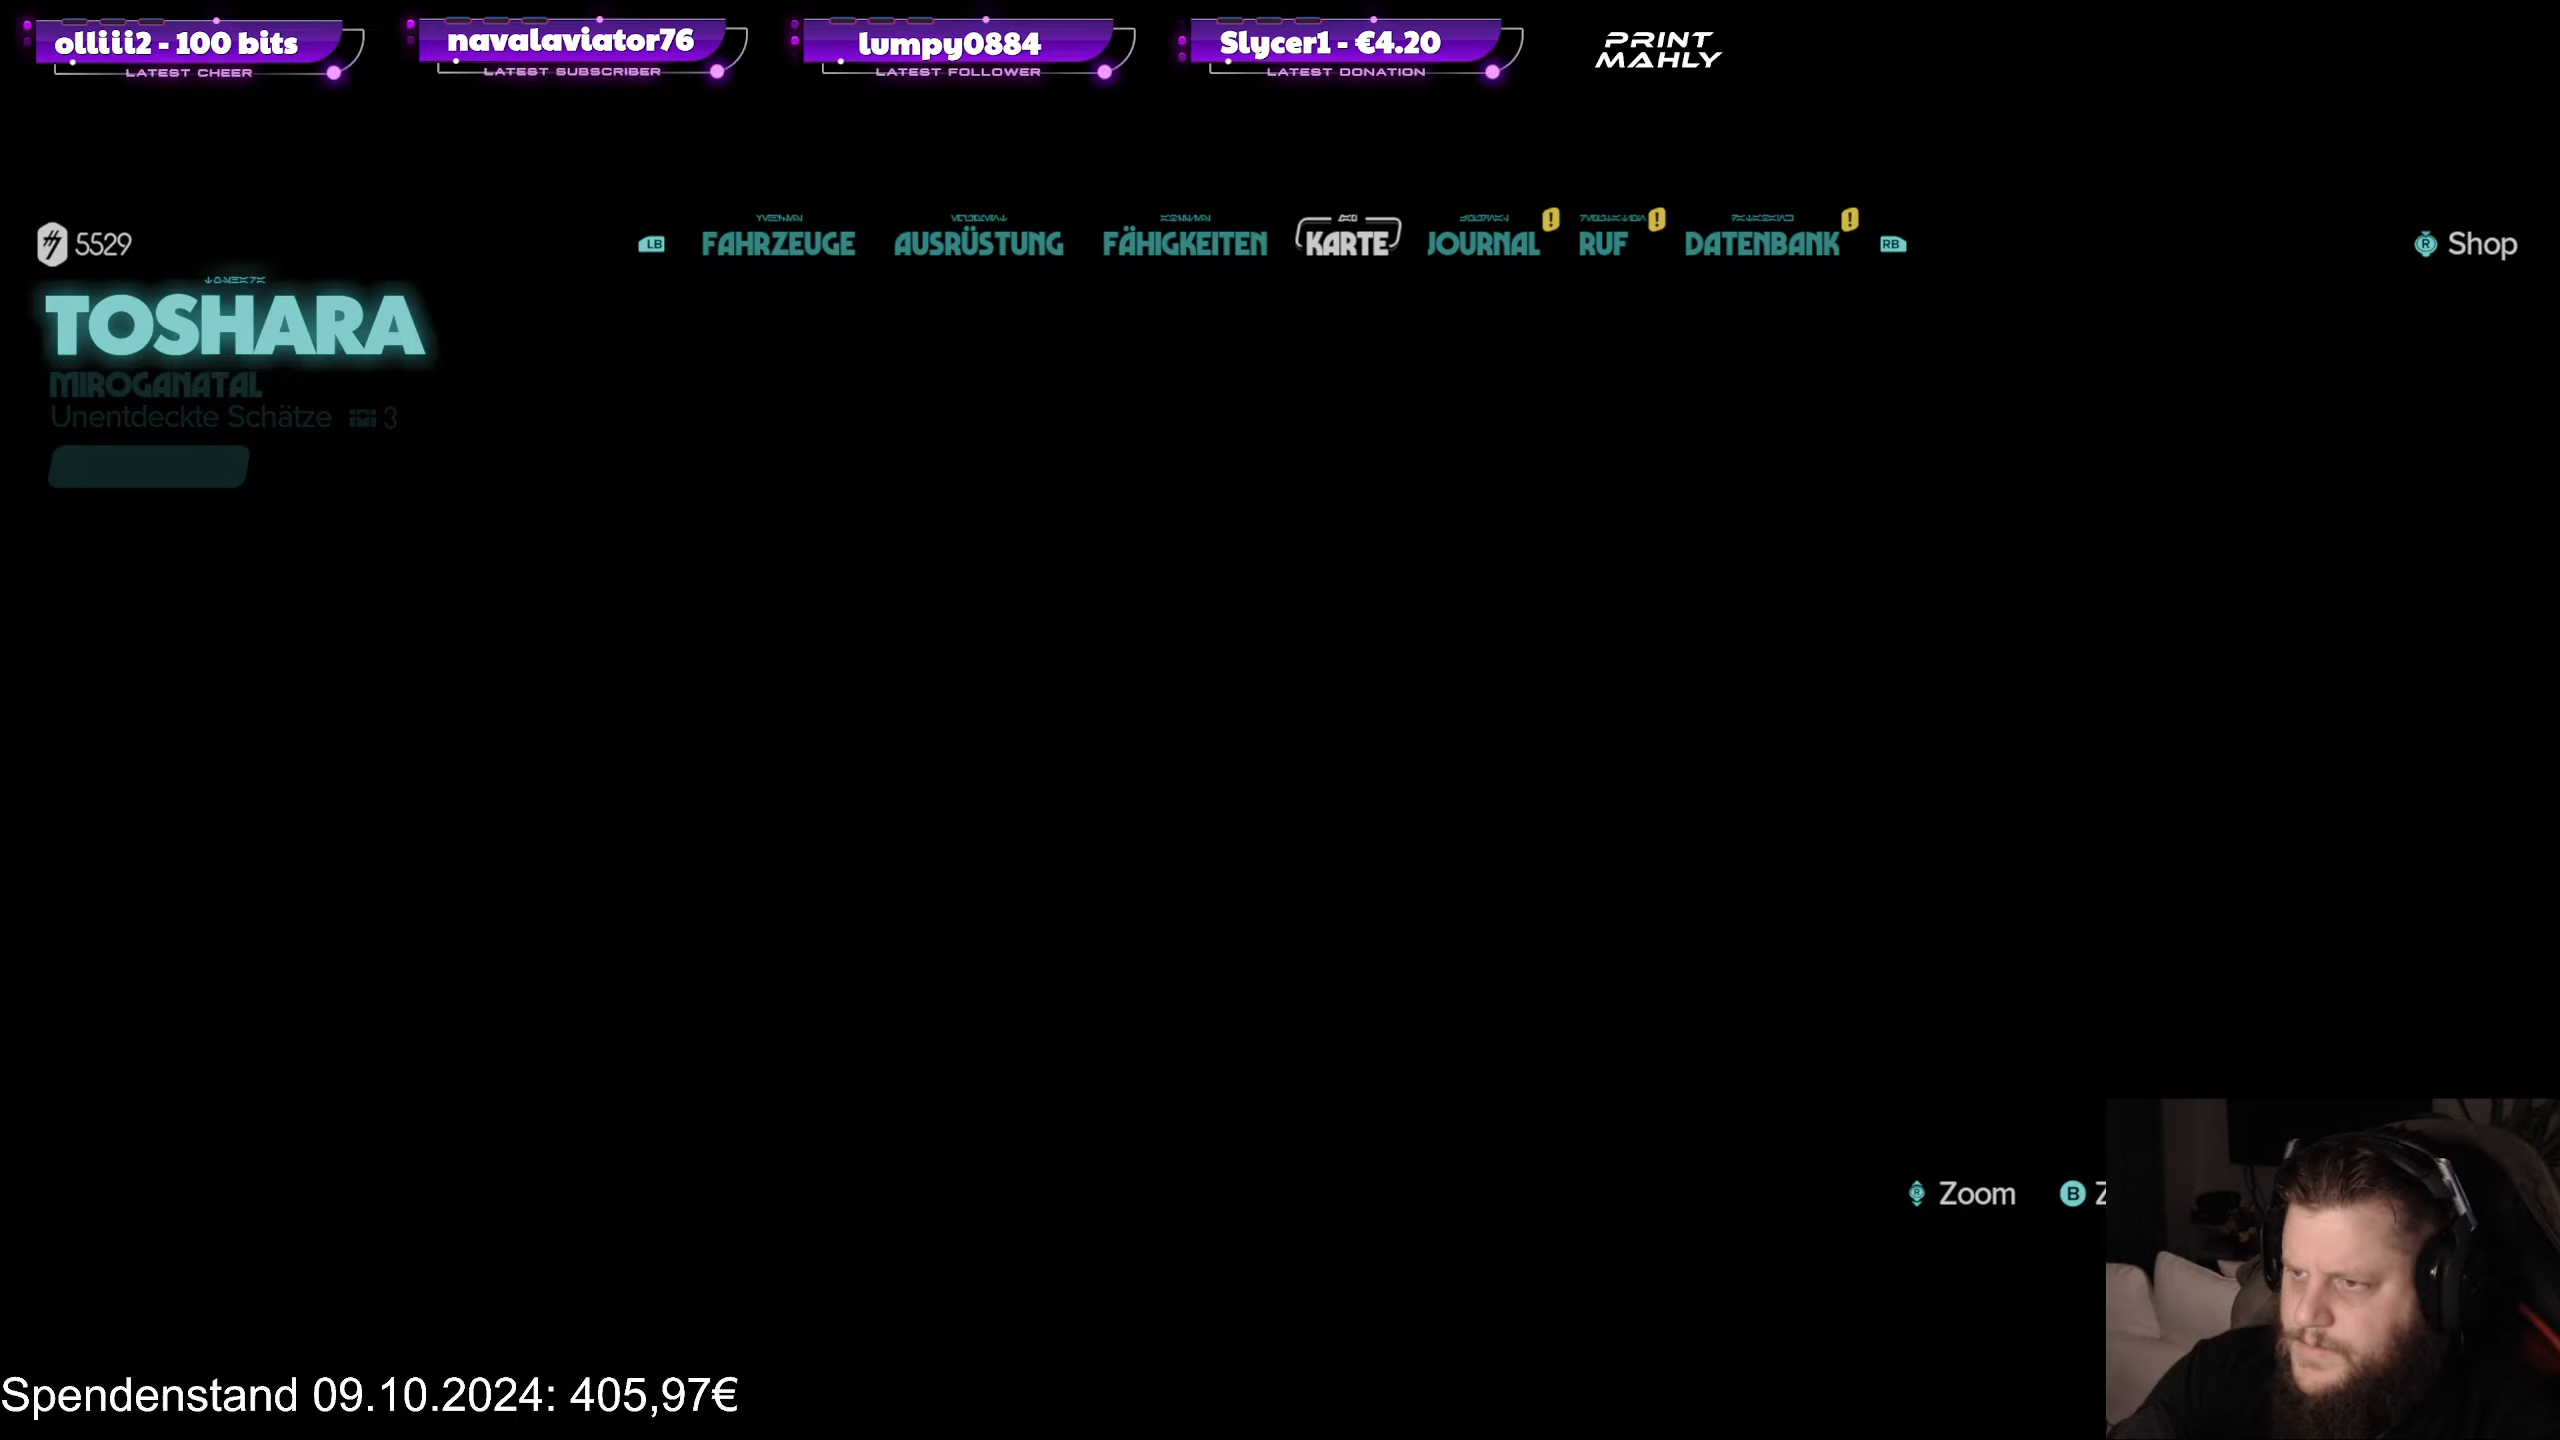 olliii2 - 100 bits
LATEST CHEER
navalaviator76
LATEST SUBSCRIBER
lumpy0884
LATEST FOLLOWER
Slycer1 - €4.20
LATEST DONATION
PRINT
MAHLY
5529
LB
FAHRZEUGE
AUSRÜSTUNG
FÄHIGKEITEN
KARTE
JOURNAL
!
RUF
!
DATENBANK
!
RB
R
Shop
TOSHARA
MIROGANATAL
Unentdeckte Schätze 3
R
Zoom
B
Spendenstand 09.10.2024: 405,97€